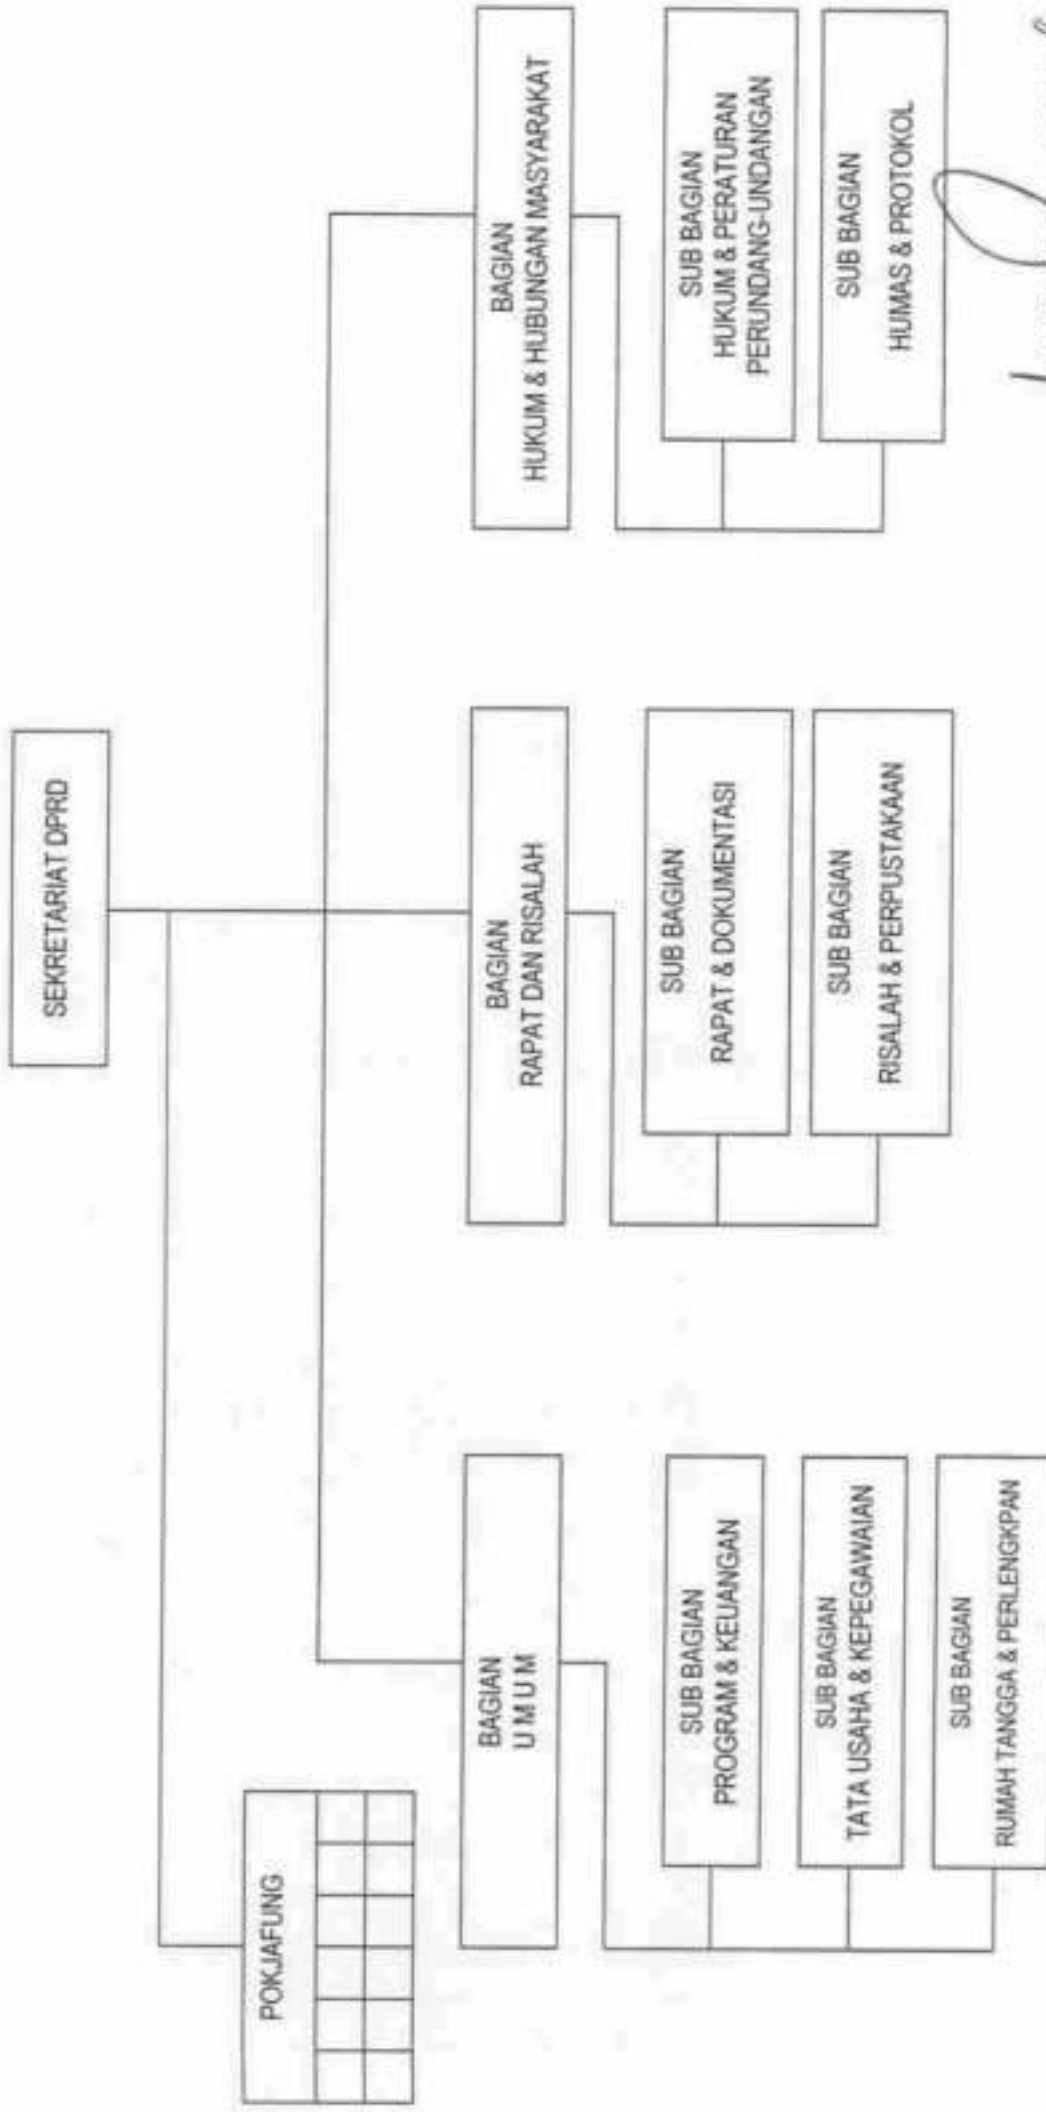 SEKRETARIAT DPRD
POKJAFUNG
BAGIAN
U M U M
BAGIAN
RAPAT DAN RISALAH
BAGIAN
HUKUM & HUBUNGAN MASYARAKAT
SUB BAGIAN
PROGRAM & KEUANGAN
SUB BAGIAN
TATA USAHA & KEPEGAWAIAN
SUB BAGIAN
RUMAH TANGGA & PERLENGKPAN
SUB BAGIAN
RAPAT & DOKUMENTASI
SUB BAGIAN
RISALAH & PERPUSTAKAAN
SUB BAGIAN
HUKUM & PERATURAN
PERUNDANG-UNDANGAN
SUB BAGIAN
HUMAS & PROTOKOL